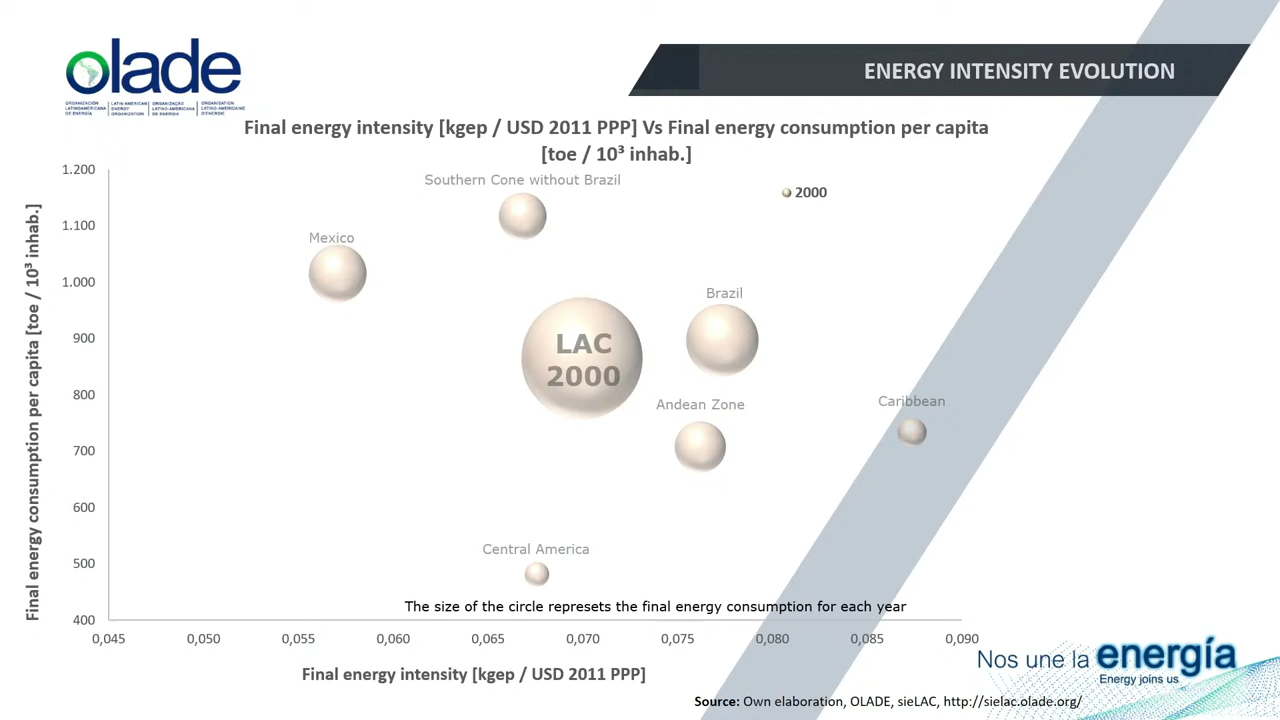 olade
ORGANIZACIÓN LATINOAMERICANA DE ENERGÍA
LATIN AMERICAN ENERGY ORGANIZATION
ORGANIZAÇÃO LATINO-AMERICANA DE ENERGIA
ORGANISATION LATINO-AMÉRICAINE D'ENERGIE
ENERGY INTENSITY EVOLUTION
Final energy intensity [kgep / USD 2011 PPP] Vs Final energy consumption per capita
[toe / 10³ inhab.]
Final energy consumption per capita [toe / 10³ inhab.]
1.200
1.100
1.000
900
800
700
600
500
400
Southern Cone without Brazil
2000
Mexico
Brazil
LAC
2000
Andean Zone
Caribbean
Central America
The size of the circle represets the final energy consumption for each year
0,045 0,050 0,055 0,060 0,065 0,070 0,075 0,080 0,085 0,090
Final energy intensity [kgep / USD 2011 PPP]
Nos une la energía
Energy joins us
Source: Own elaboration, OLADE, sieLAC, http://sielac.olade.org/